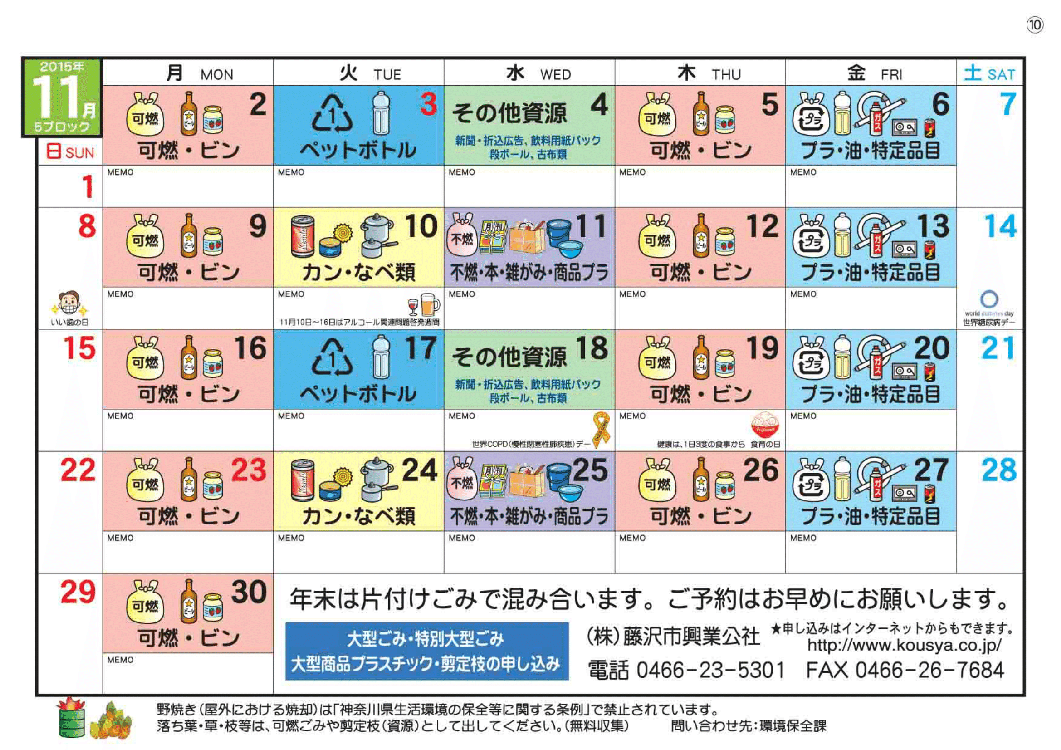 ⑩
2015年
11月
5ブロック
月 MON
火 TUE
水 WED
木 THU
金 FRI
土 SAT
日 SUN
1
可燃
2
可燃・ビン
MEMO
1
3
ペットボトル
MEMO
その他資源 4
新聞・折込広告、飲料用紙パック
段ボール、古布類
MEMO
可燃
5
可燃・ビン
MEMO
プラ
ガス
6
プラ・油・特定品目
MEMO
7
8
いい歯の日
可燃
9
可燃・ビン
MEMO
10
カン・なべ類
MEMO
11月10日～16日はアルコール関連問題啓発週間
不燃
11
不燃・本・雑がみ・商品プラ
MEMO
可燃
12
可燃・ビン
MEMO
プラ
ガス
13
プラ・油・特定品目
MEMO
14
world diabetes day
世界糖尿病デー
15
可燃
16
可燃・ビン
MEMO
1
17
ペットボトル
MEMO
その他資源 18
新聞・折込広告、飲料用紙パック
段ボール、古布類
MEMO
世界COPD(慢性閉塞性肺疾患)デー
可燃
19
可燃・ビン
MEMO
健康は、1日3度の食事から 食育の日
プラ
ガス
20
プラ・油・特定品目
MEMO
21
22
可燃
23
可燃・ビン
MEMO
24
カン・なべ類
MEMO
不燃
25
不燃・本・雑がみ・商品プラ
MEMO
可燃
26
可燃・ビン
MEMO
プラ
ガス
27
プラ・油・特定品目
MEMO
28
29
可燃
30
可燃・ビン
MEMO
年末は片付けごみで混み合います。ご予約はお早めにお願いします。
大型ごみ・特別大型ごみ
大型商品プラスチック・剪定枝の申し込み
(株)藤沢市興業公社
★申し込みはインターネットからもできます。
http://www.kousya.co.jp/
電話 0466-23-5301 FAX 0466-26-7684
野焼き(屋外における焼却)は「神奈川県生活環境の保全等に関する条例」で禁止されています。
落ち葉・草・枝等は、可燃ごみや剪定枝(資源)として出してください。(無料収集) 問い合わせ先:環境保全課